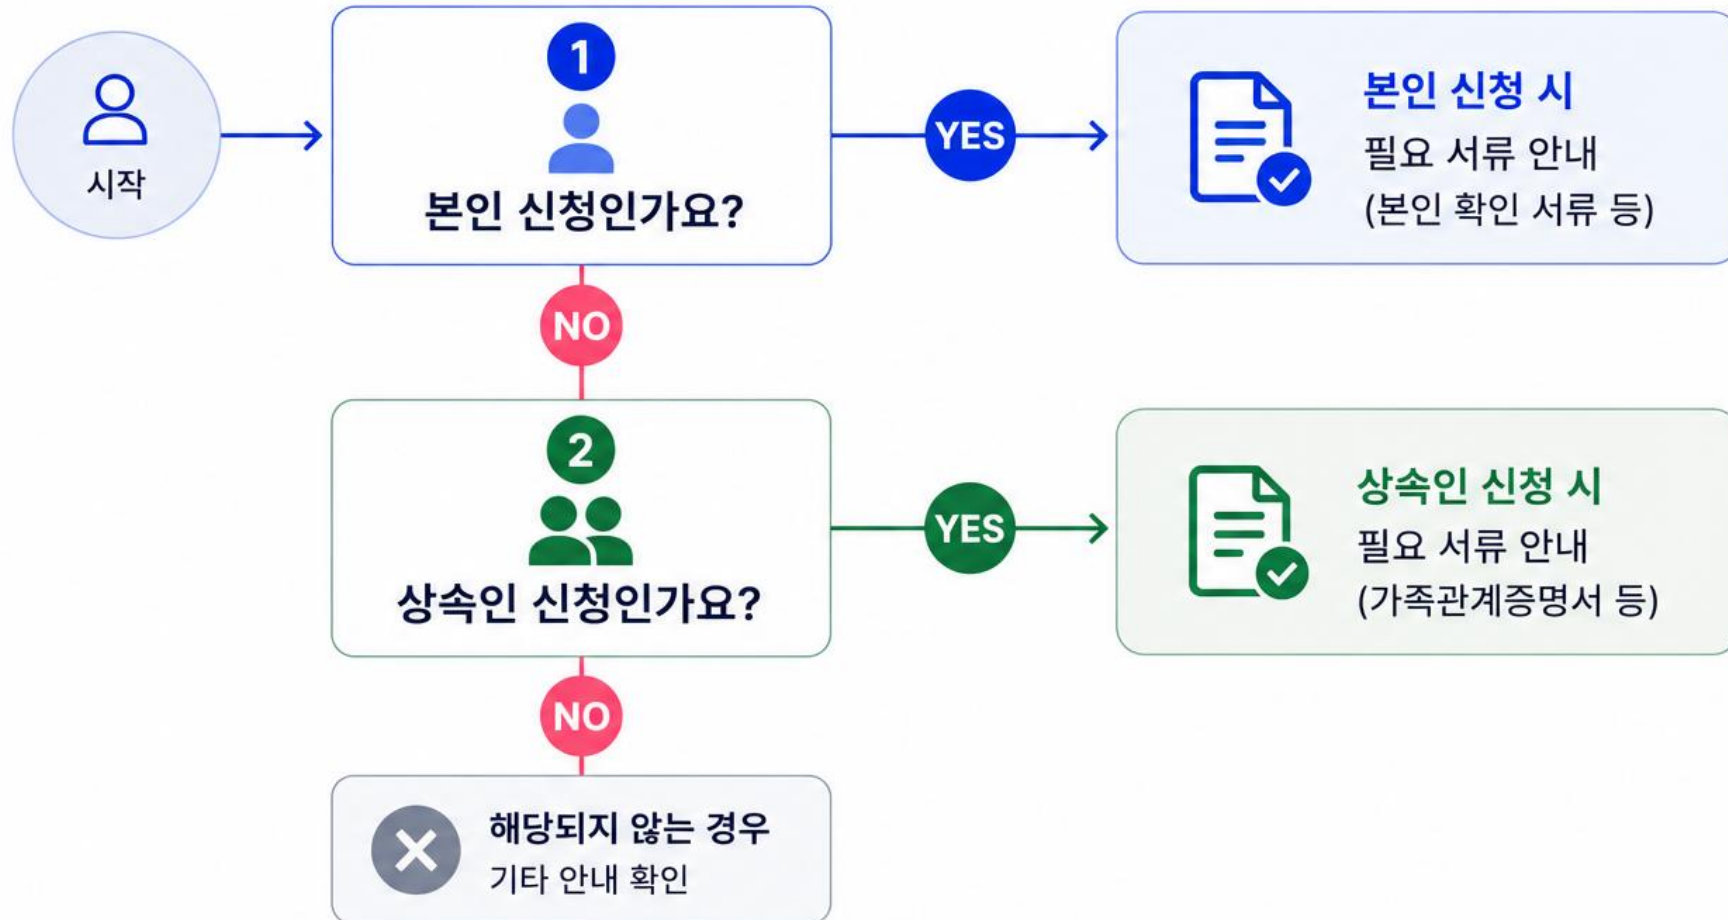 시작
1
본인 신청인가요?
YES
본인 신청 시
필요 서류 안내
(본인 확인 서류 등)
NO
2
상속인 신청인가요?
YES
상속인 신청 시
필요 서류 안내
(가족관계증명서 등)
NO
해당되지 않는 경우
기타 안내 확인